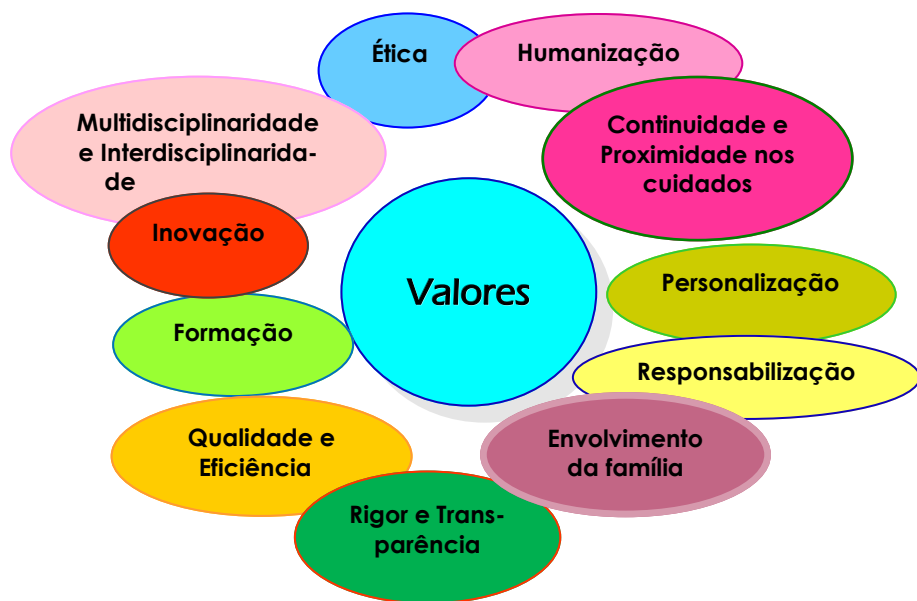 Ética
Humanização
Multidisciplinaridade
e Interdisciplinarida-
de
Continuidade e
Proximidade nos
cuidados
Inovação
Valores
Personalização
Formação
Responsabilização
Qualidade e
Eficiência
Envolvimento
da família
Rigor e Trans-
parência